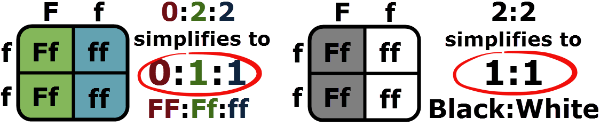 F f
f Ff ff
f Ff ff
0:2:2
simplifies to
0:1:1
FF:Ff:ff
F f
f Ff ff
f Ff ff
2:2
simplifies to
1:1
Black:White